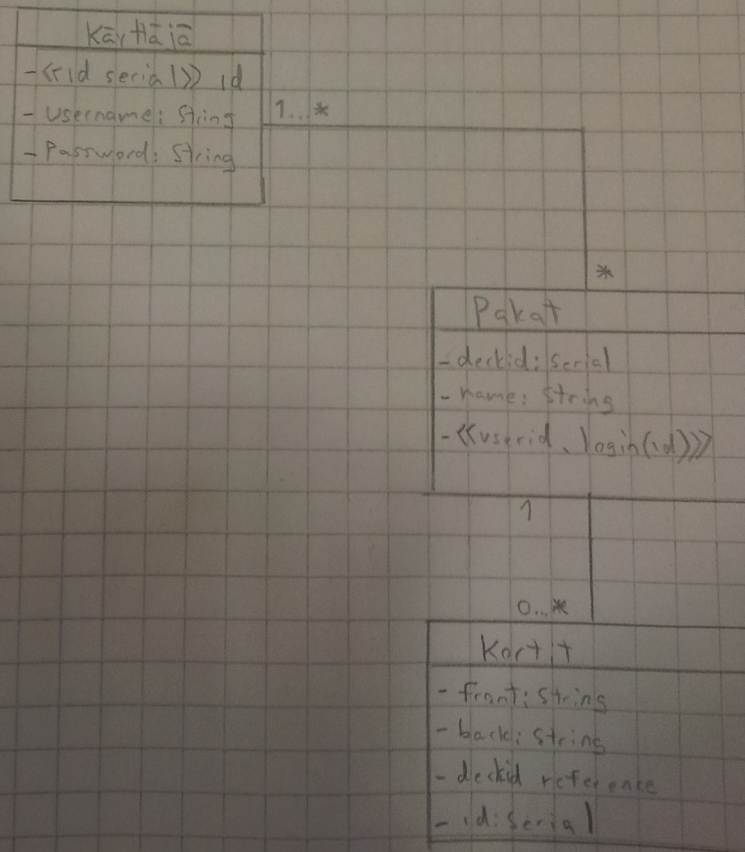 Käyttäjä
-<<id serial>> id
- username: String
- Password: String
1...*
*
Pakat
- deckid: serial
- name: String
- <<userid, login(id)>>
1
0...*
Kortit
- front: String
- back: String
- deckid reference
- id: serial